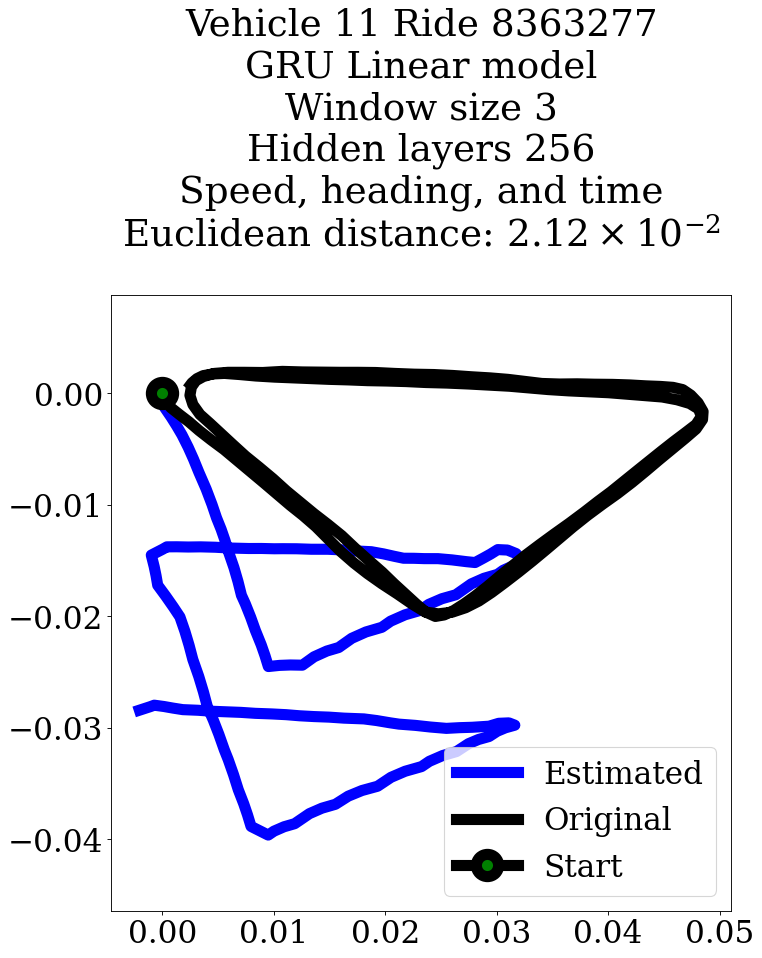 Vehicle 11 Ride 8363277
GRU Linear model
Window size 3
Hidden layers 256
Speed, heading, and time
Euclidean distance: 2.12 × 10⁻²
0.00
−0.01
−0.02
−0.03
−0.04
Estimated
Original
Start
0.00 0.01 0.02 0.03 0.04 0.05